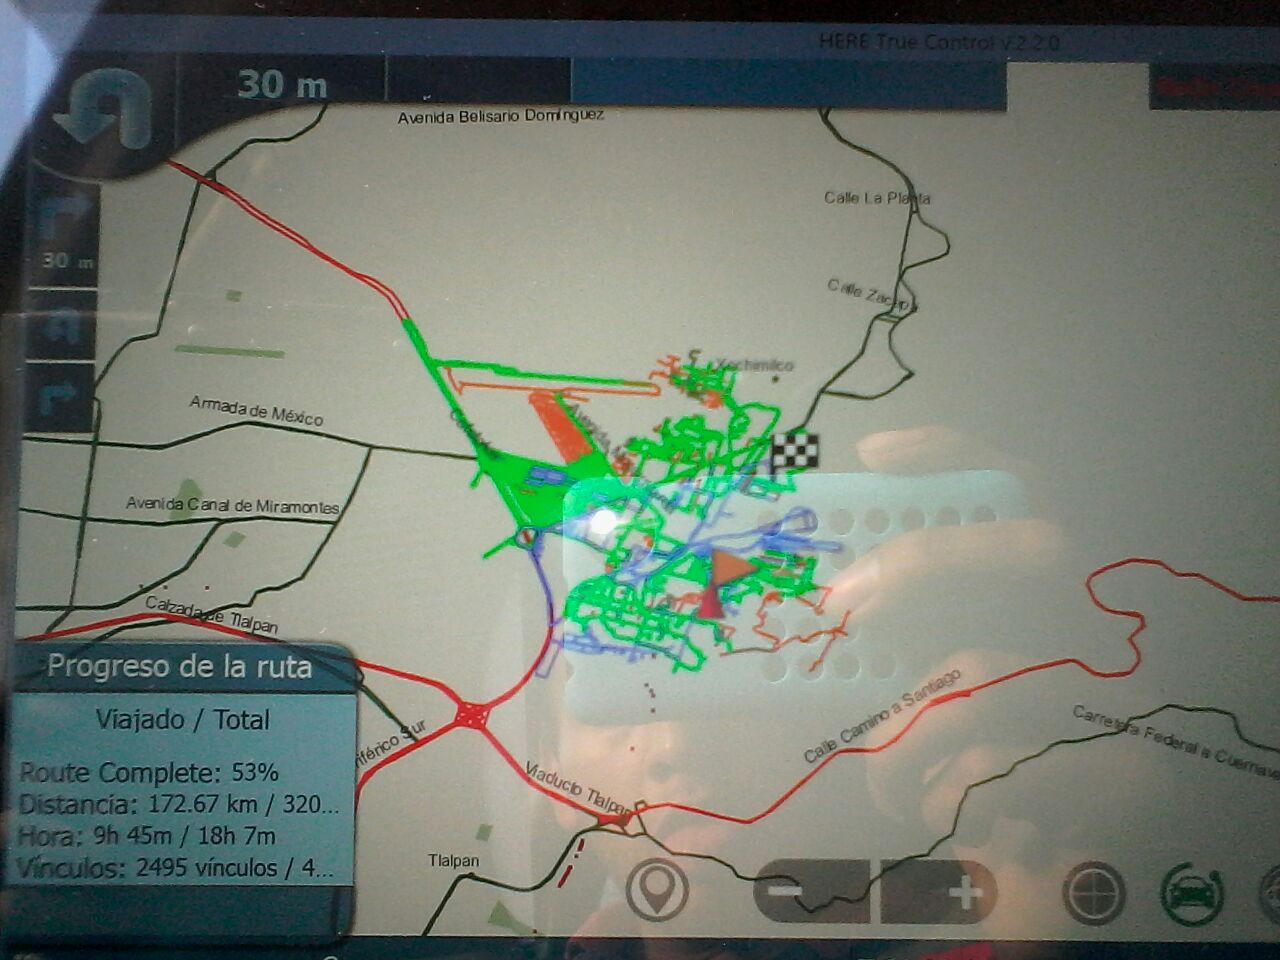 HERE True Control v.2.2.0
30 m
Avenida Belisario Domínguez
Calle La Planta
30 m
Calle Zacapa
Xochimilco
Armada de México
Avenida Canal de Miramontes
Calzada de Tlalpan
Progreso de la ruta
Viajado / Total
Route Complete: 53%
Distancia: 172.67 km / 320...
Hora: 9h 45m / 18h 7m
Vínculos: 2495 vínculos / 4...
riférico Sur
Viaducto Tlalpan
Calle Camino a Santiago
Carretera Federal a Cuernava
Tlalpan